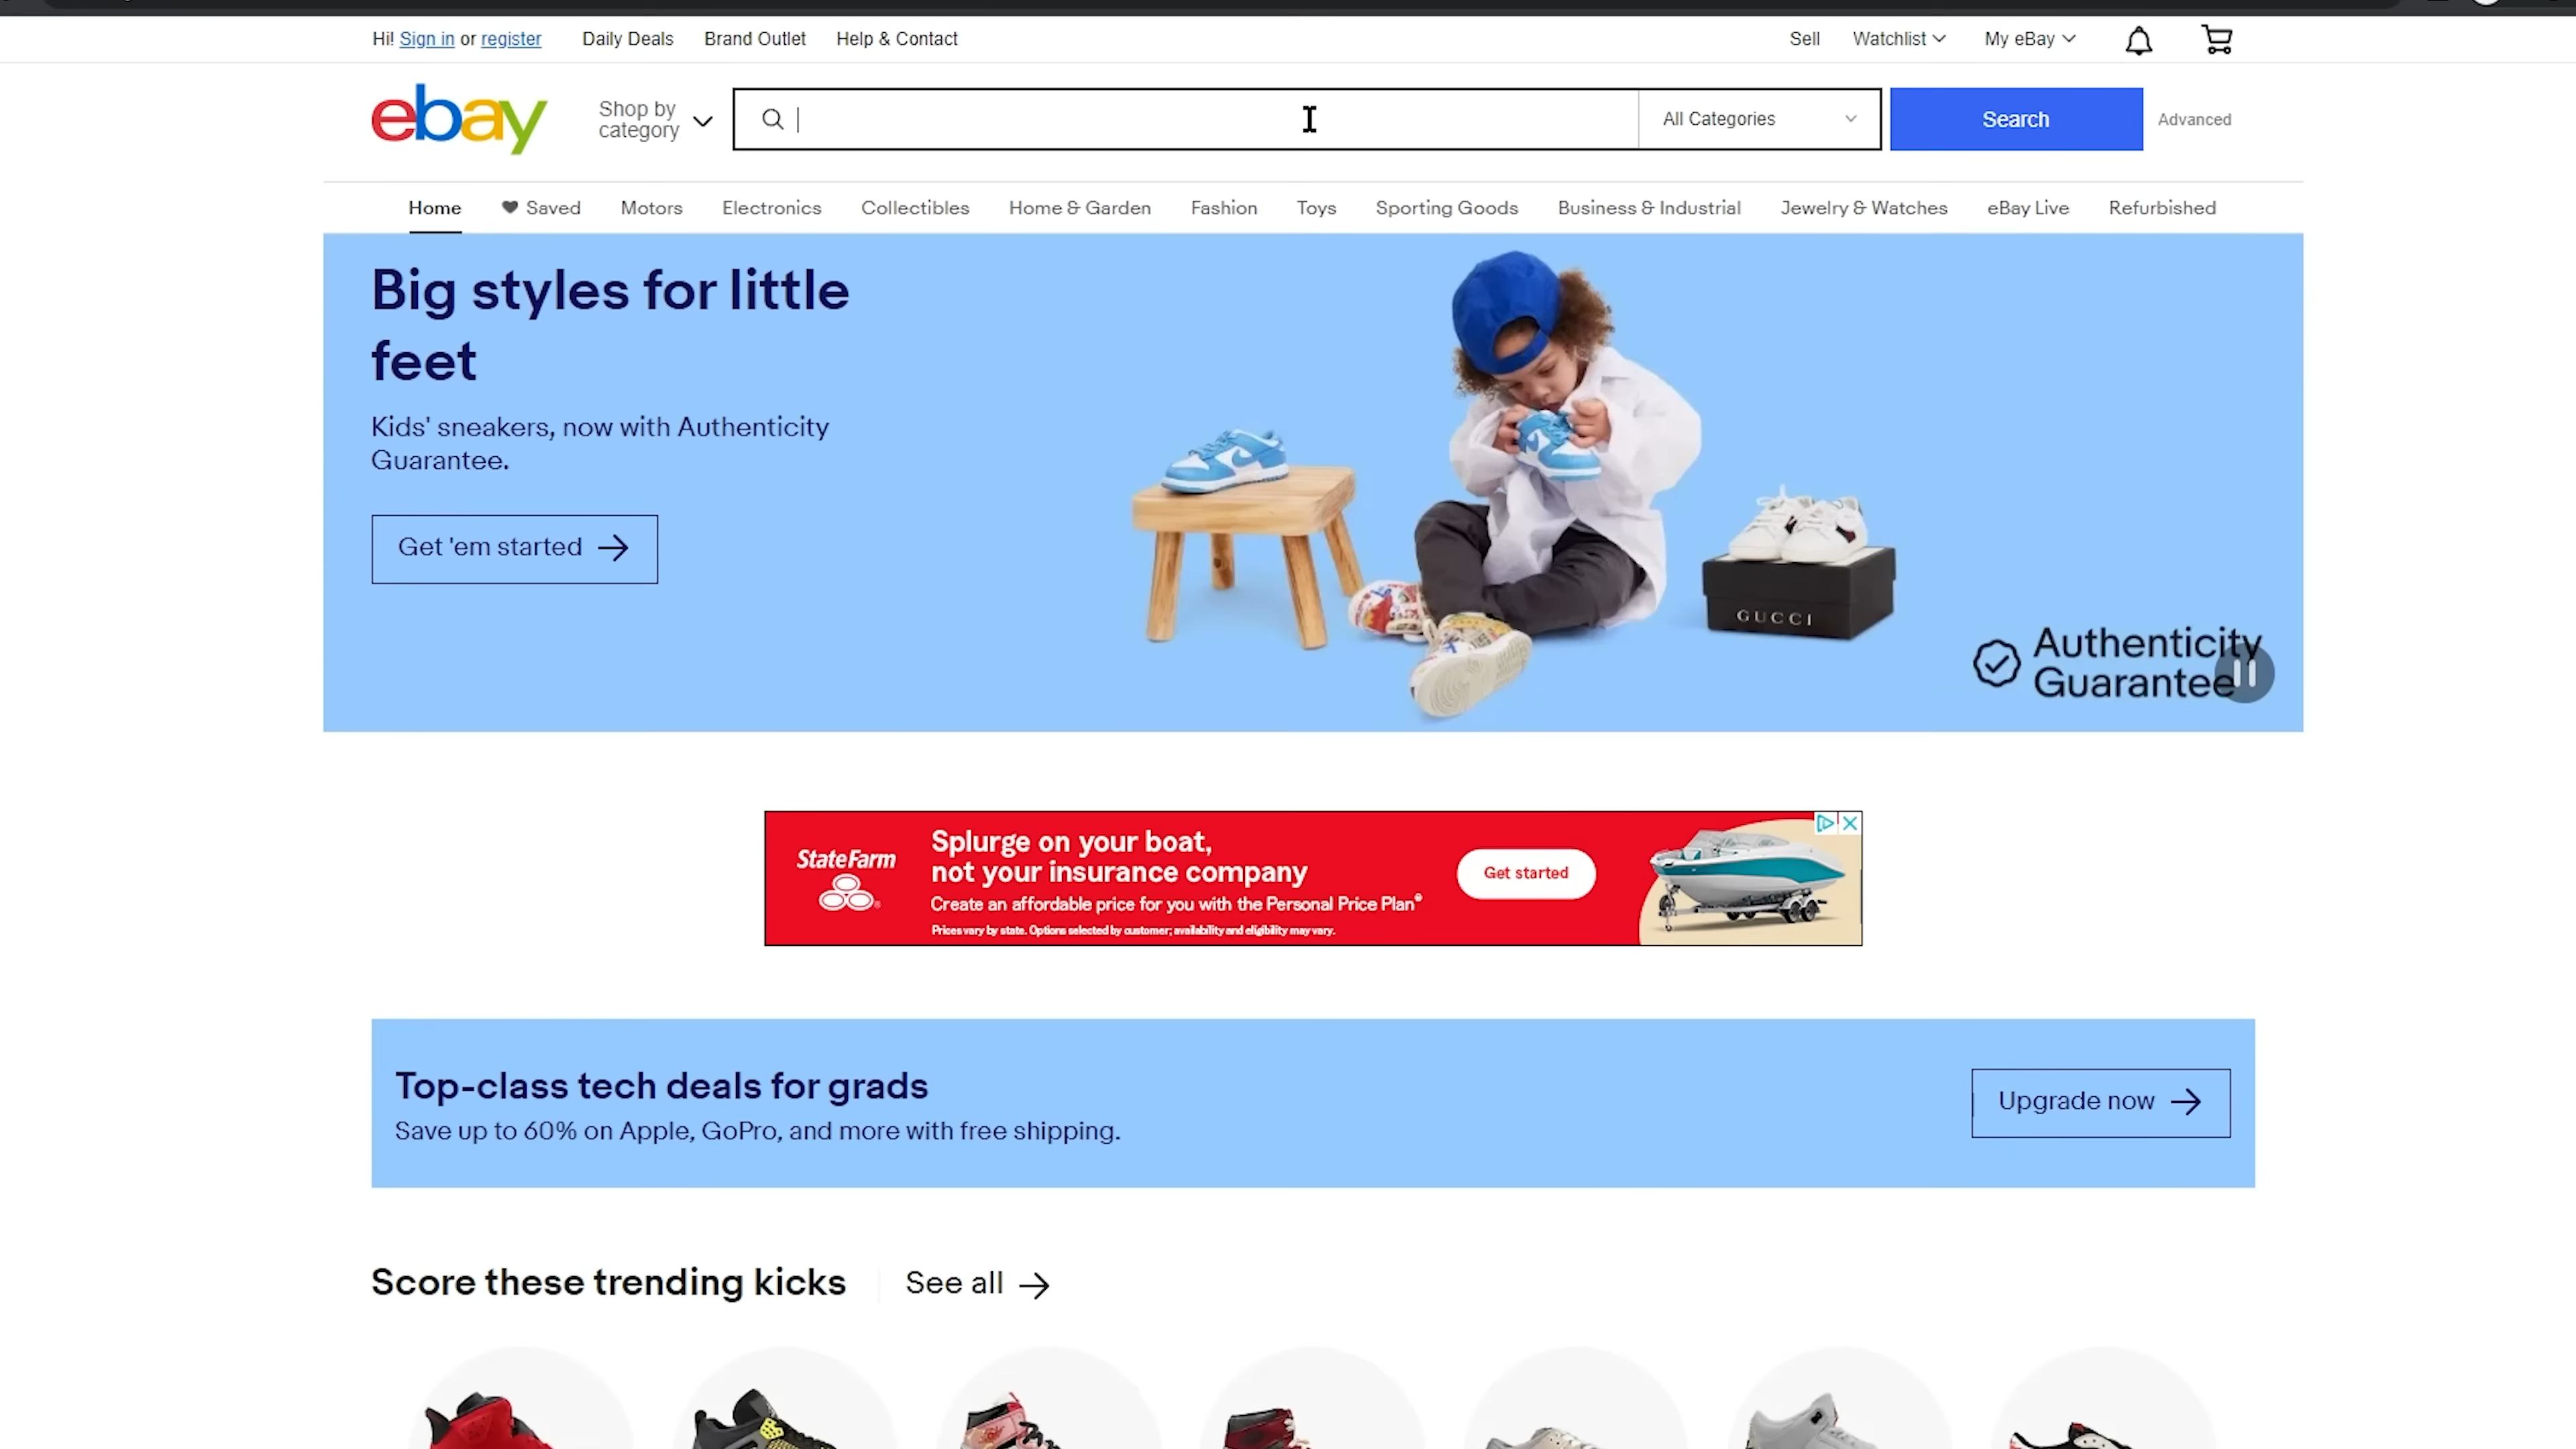 Hi! Sign in or register Daily Deals Brand Outlet Help & Contact Sell Watchlist My eBay
ebay
Shop by
category
All Categories
Search
Advanced
Home Saved Motors Electronics Collectibles Home & Garden Fashion Toys Sporting Goods Business & Industrial Jewelry & Watches eBay Live Refurbished
Big styles for little
feet
Kids' sneakers, now with Authenticity
Guarantee.
Get 'em started
GUCCI
Authenticity
Guarantee
StateFarm
Splurge on your boat,
not your insurance company
Create an affordable price for you with the Personal Price Plan®
Prices vary by state. Options selected by customer; availability and eligibility may vary.
Get started
Top-class tech deals for grads
Save up to 60% on Apple, GoPro, and more with free shipping.
Upgrade now
Score these trending kicks
See all